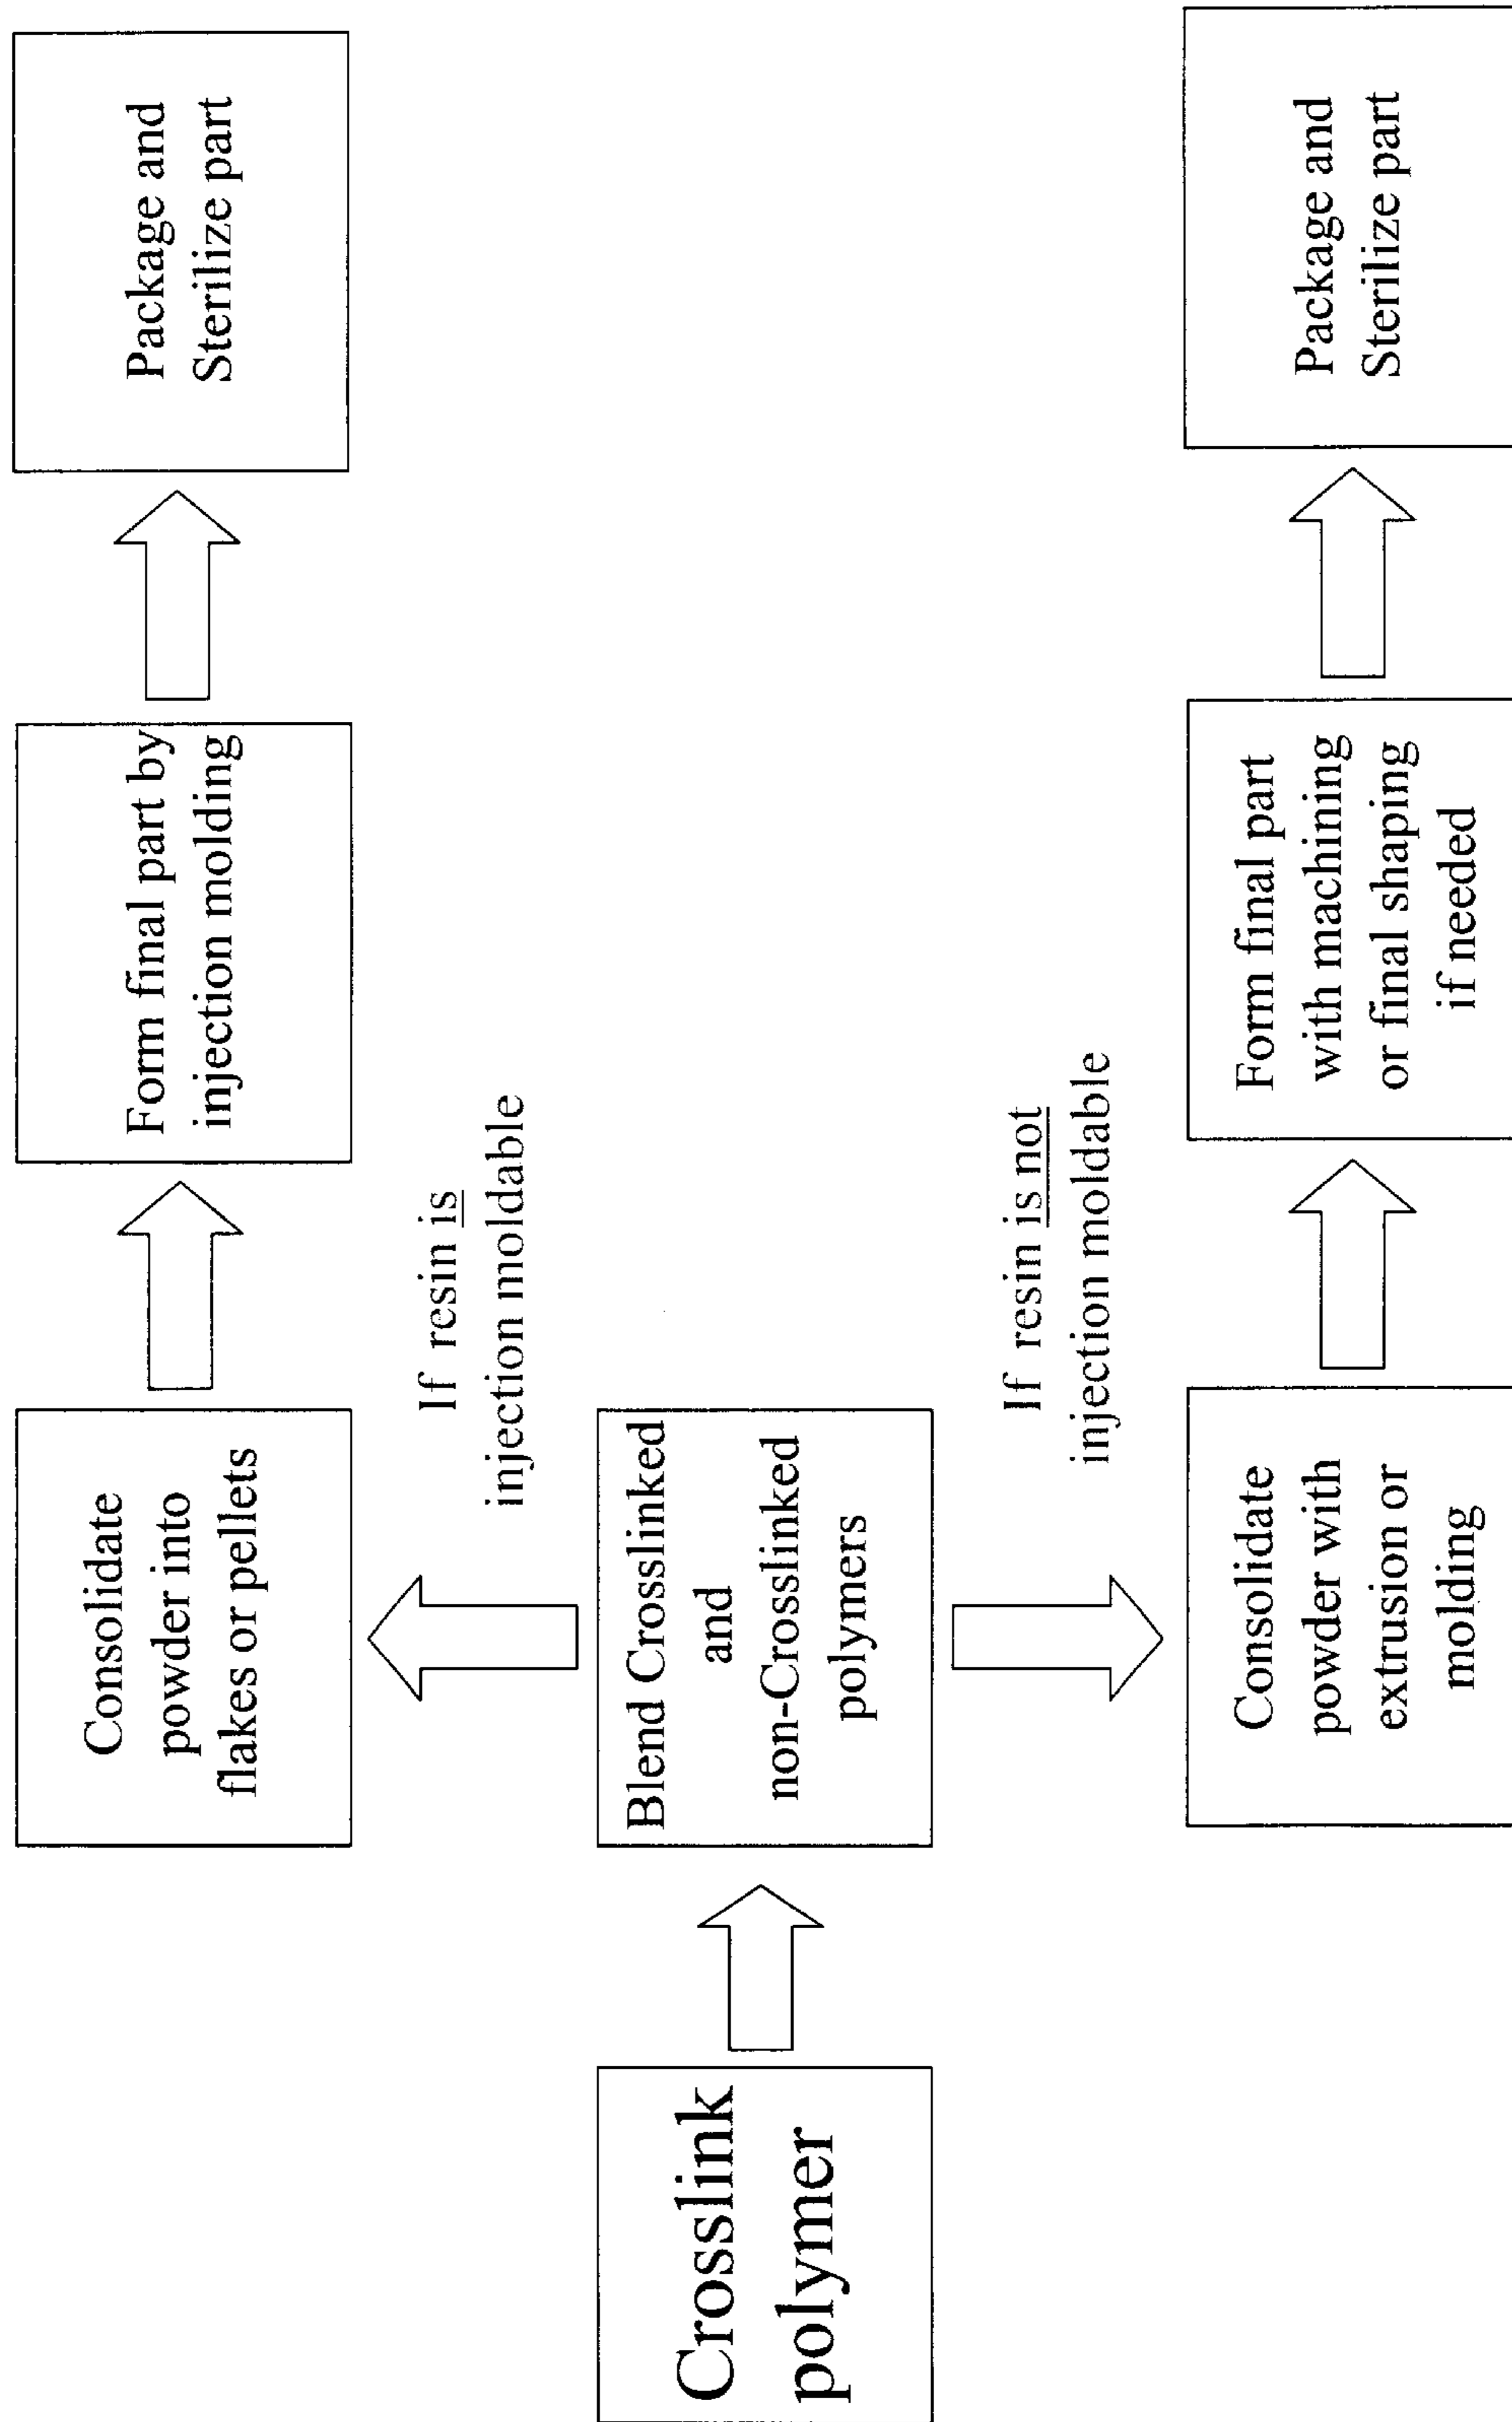 Crosslink
polymer
Blend Crosslinked
and
non-Crosslinked
polymers
If resin is
injection moldable
Consolidate
powder into
flakes or pellets
Form final part by
injection molding
Package and
Sterilize part
If resin is not
injection moldable
Consolidate
powder with
extrusion or
molding
Form final part
with machining
or final shaping
if needed
Package and
Sterilize part